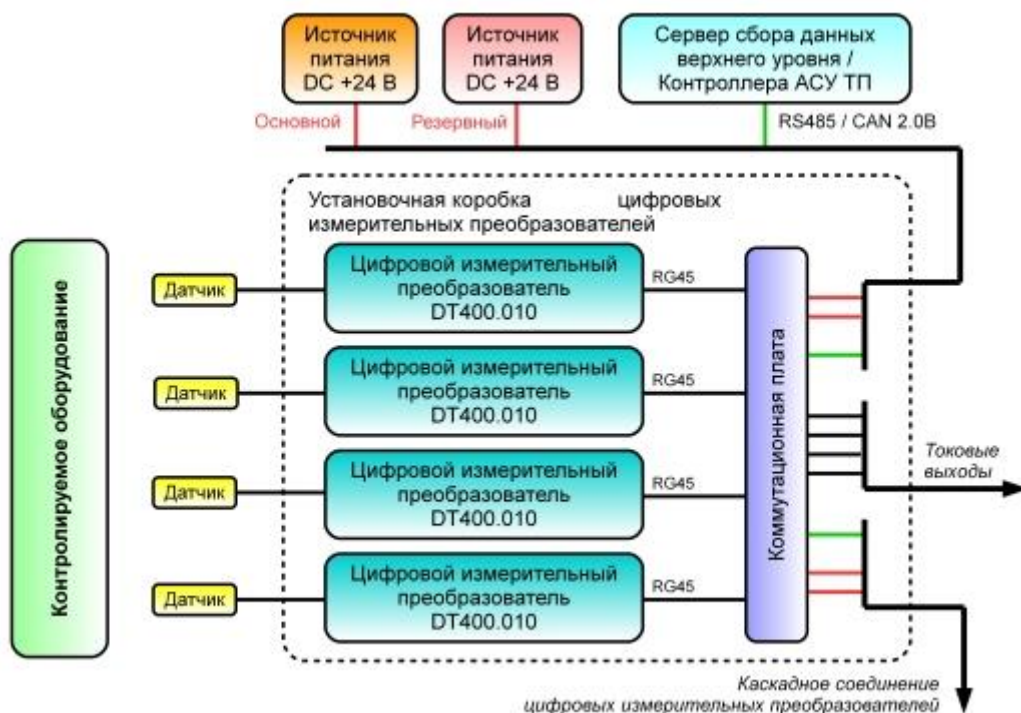 Источник
питания
DC +24 В
Источник
питания
DC +24 В
Сервер сбора данных
верхнего уровня /
Контроллера АСУ ТП
Основной
Резервный
RS485 / CAN 2.0B
Установочная коробка цифровых
измерительных преобразователей
Контролируемое оборудование
Датчик
Цифровой измерительный
преобразователь
DT400.010
RG45
Датчик
Цифровой измерительный
преобразователь
DT400.010
RG45
Датчик
Цифровой измерительный
преобразователь
DT400.010
RG45
Датчик
Цифровой измерительный
преобразователь
DT400.010
RG45
Коммутационная плата
Токовые
выходы
Каскадное соединение
цифровых измерительных преобразователей